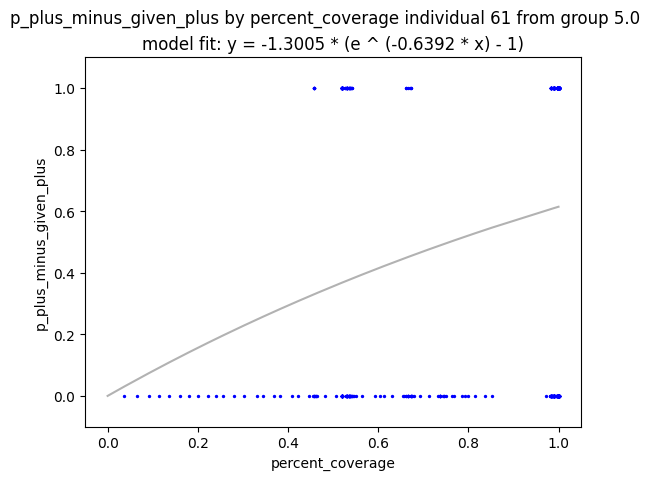 p_plus_minus_given_plus by percent_coverage individual 61 from group 5.0
model fit: y = -1.3005 * (e ^ (-0.6392 * x) - 1)
1.0
0.8
0.6
0.4
0.2
0.0
p_plus_minus_given_plus
0.0 0.2 0.4 0.6 0.8 1.0
percent_coverage